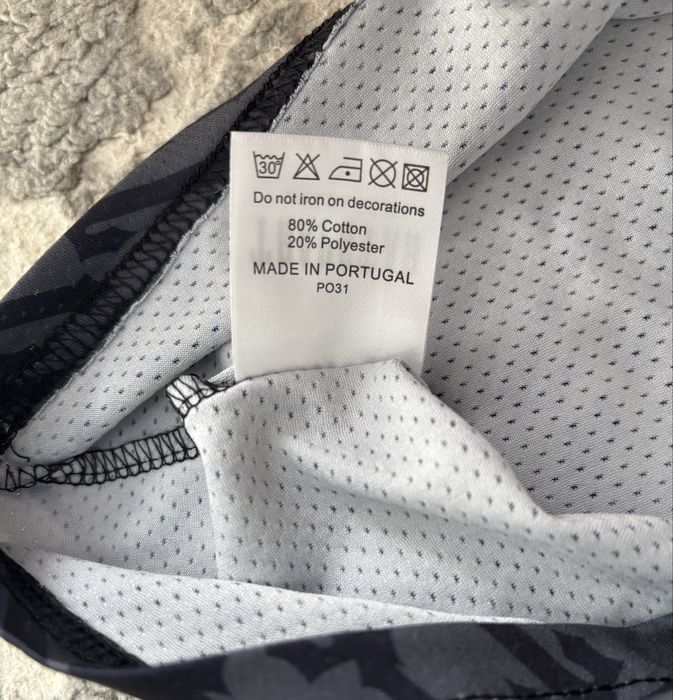 30°
Do not iron on decorations
80% Cotton
20% Polyester
MADE IN PORTUGAL
PO31